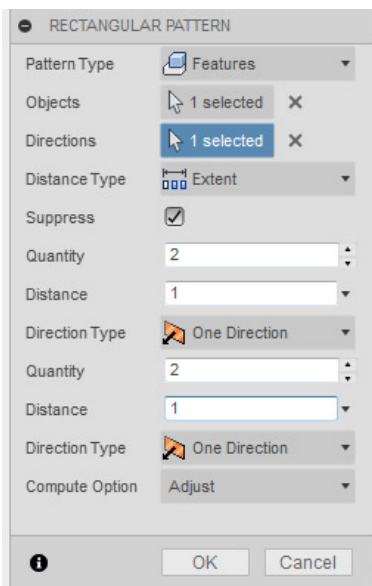 RECTANGULAR PATTERN
Pattern Type Features
Objects 1 selected
Directions 1 selected
Distance Type Extent
Suppress
Quantity 2
Distance 1
Direction Type One Direction
Quantity 2
Distance 1
Direction Type One Direction
Compute Option Adjust
OK Cancel